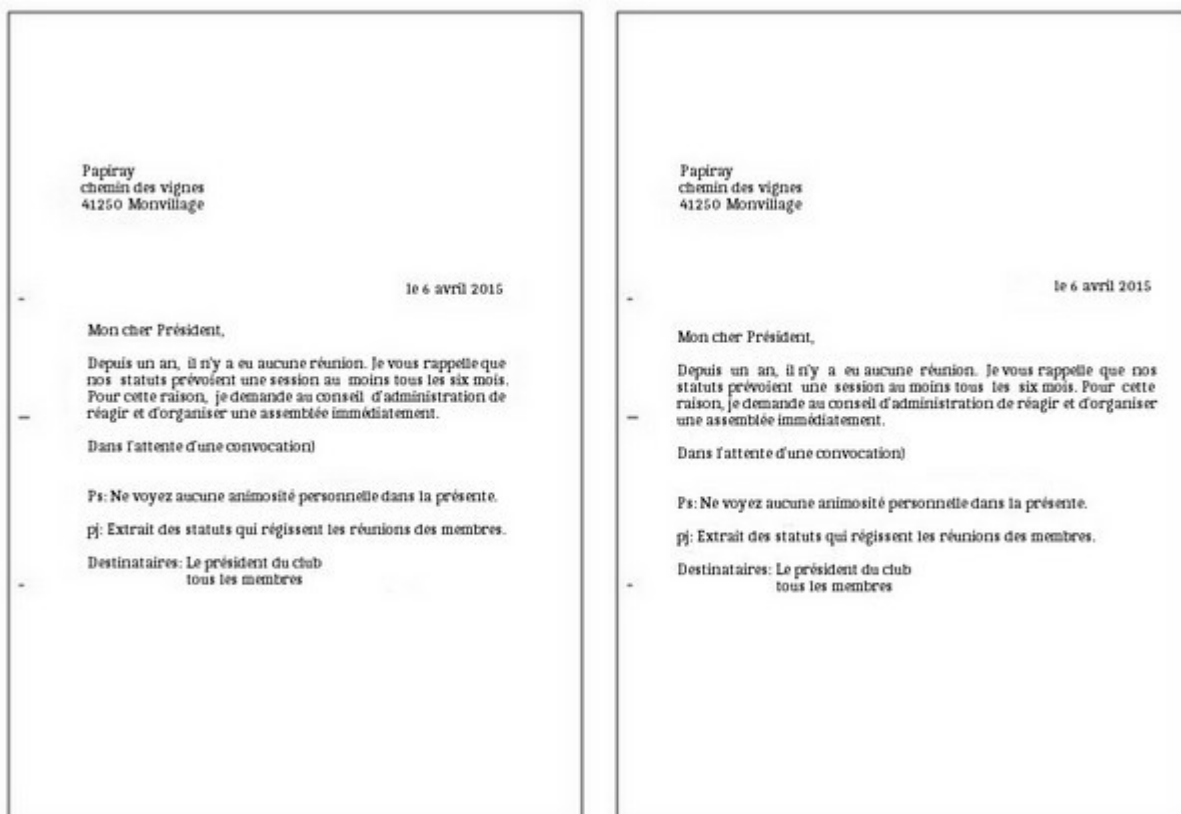 Papiray
chemin des vignes
41250 Monvillage
le 6 avril 2015
Mon cher Président,
Depuis un an, il n'y a eu aucune réunion. Je vous rappelle que
nos statuts prévoient une session au moins tous les six mois.
Pour cette raison, je demande au conseil d'administration de
réagir et d'organiser une assemblée immédiatement.
Dans l'attente d'une convocation)
Ps: Ne voyez aucune animosité personnelle dans la présente.
pj: Extrait des statuts qui régissent les réunions des membres.
Destinataires: Le président du club
tous les membres
Papiray
chemin des vignes
41250 Monvillage
le 6 avril 2015
Mon cher Président,
Depuis un an, il n'y a eu aucune réunion. Je vous rappelle que nos
statuts prévoient une session au moins tous les six mois. Pour cette
raison, je demande au conseil d'administration de réagir et d'organiser
une assemblée immédiatement.
Dans l'attente d'une convocation)
Ps: Ne voyez aucune animosité personnelle dans la présente.
pj: Extrait des statuts qui régissent les réunions des membres.
Destinataires: Le président du club
tous les membres